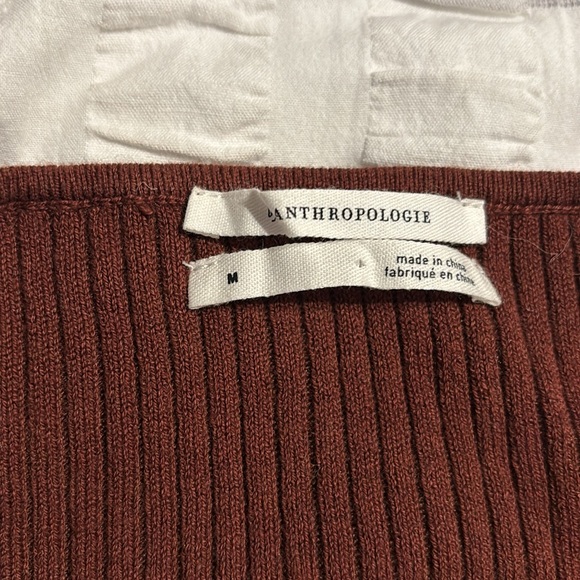 ANTHROPOLOGIE
M
made in china
fabriqué en chine